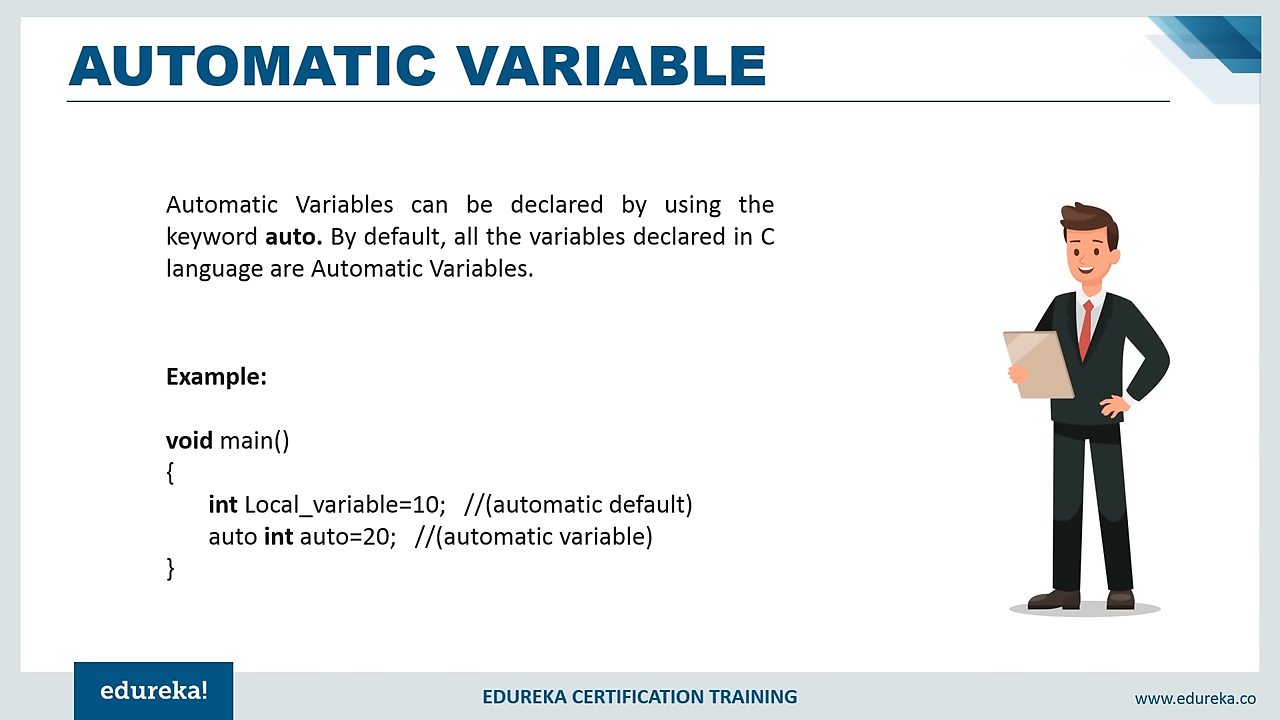 AUTOMATIC VARIABLE
Automatic Variables can be declared by using the
keyword auto. By default, all the variables declared in C
language are Automatic Variables.
Example:
void main()
{
int Local_variable=10; //(automatic default)
auto int auto=20; //(automatic variable)
}
edureka!
EDUREKA CERTIFICATION TRAINING
www.edureka.co